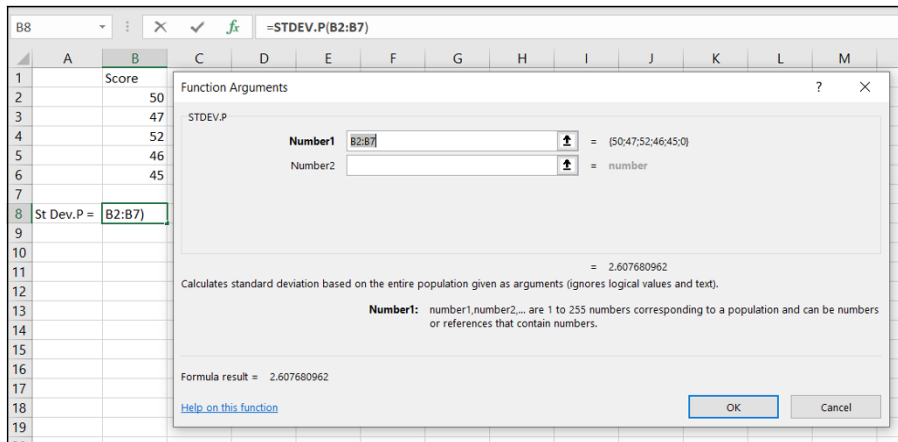 B8 fx =STDEV.P(B2:B7)
A B C D E F G H I J K L M
1 Score
2 50
3 47
4 52
5 46
6 45
7
8 St Dev.P = B2:B7)
9
10
11
12
13
14
15
16
17
18
19
Function Arguments ?
STDEV.P
Number1 B2:B7 = {50;47;52;46;45;0}
Number2 = number
= 2.607680962
Calculates standard deviation based on the entire population given as arguments (ignores logical values and text).
Number1: number1,number2,... are 1 to 255 numbers corresponding to a population and can be numbers
or references that contain numbers.
Formula result = 2.607680962
Help on this function OK Cancel